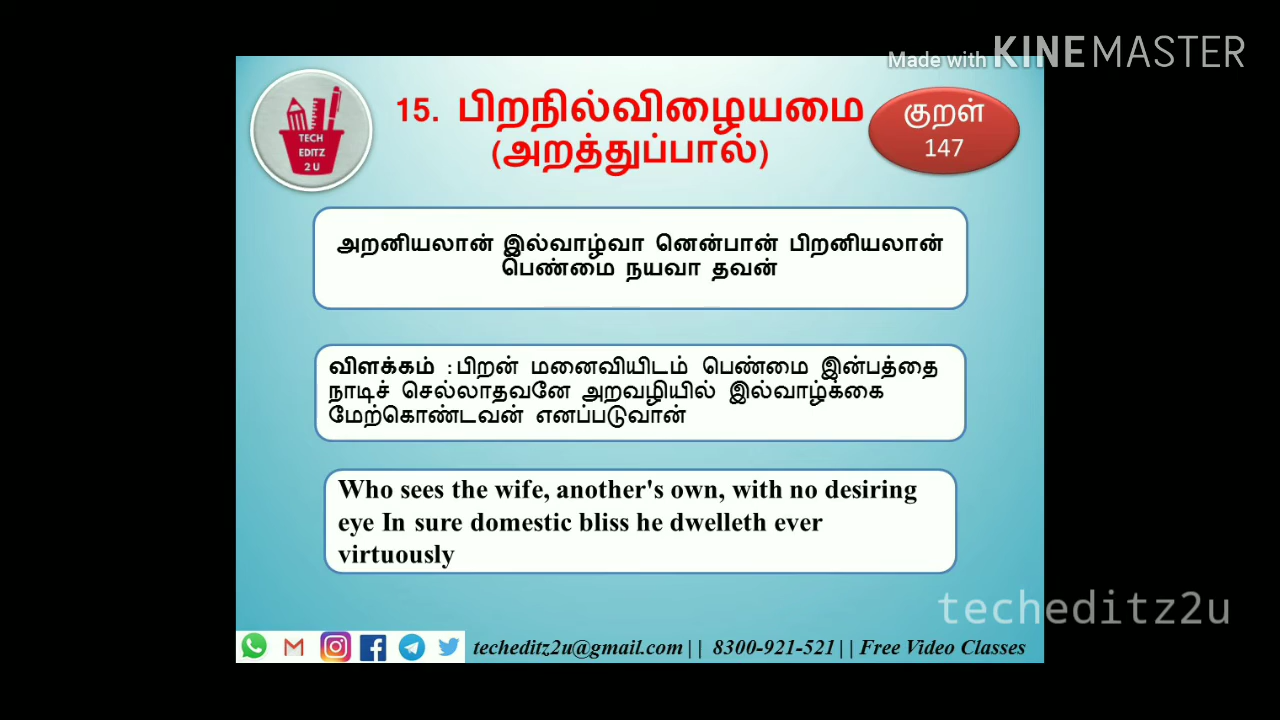 Made with KINEMASTER
TECH
EDITZ
2 U
15. பிறநில்விழையமை
(அறத்துப்பால்)
குறள்
147
அறனியலான் இல்வாழ்வா னென்பான் பிறனியலான்
பெண்மை நயவா தவன்
விளக்கம் : பிறன் மனைவியிடம் பெண்மை இன்பத்தை
நாடிச் செல்லாதவனே அறவழியில் இல்வாழ்க்கை
மேற்கொண்டவன் எனப்படுவான்
Who sees the wife, another's own, with no desiring
eye In sure domestic bliss he dwelleth ever
virtuously
techeditz2u
techeditz2u@gmail.com || 8300-921-521 || Free Video Classes